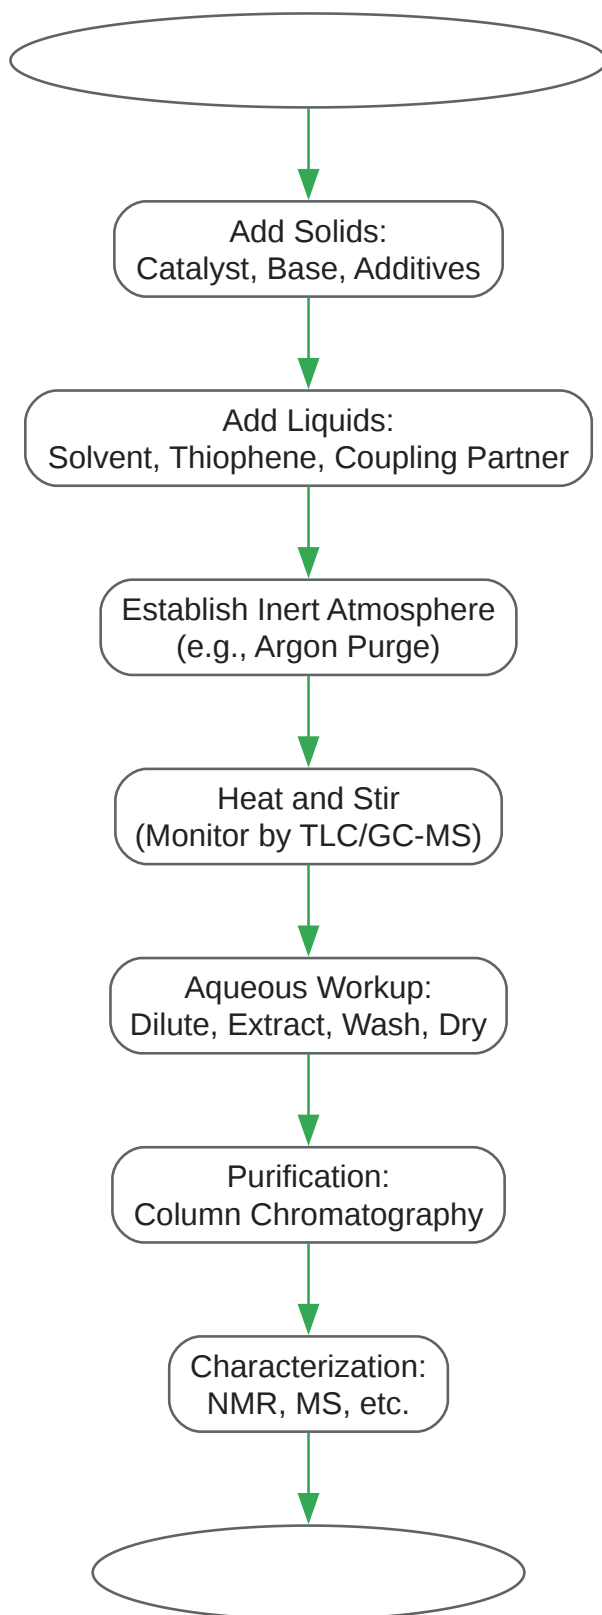 Add Solids:
Catalyst, Base, Additives
Add Liquids:
Solvent, Thiophene, Coupling Partner
Establish Inert Atmosphere
(e.g., Argon Purge)
Heat and Stir
(Monitor by TLC/GC-MS)
Aqueous Workup:
Dilute, Extract, Wash, Dry
Purification:
Column Chromatography
Characterization:
NMR, MS, etc.